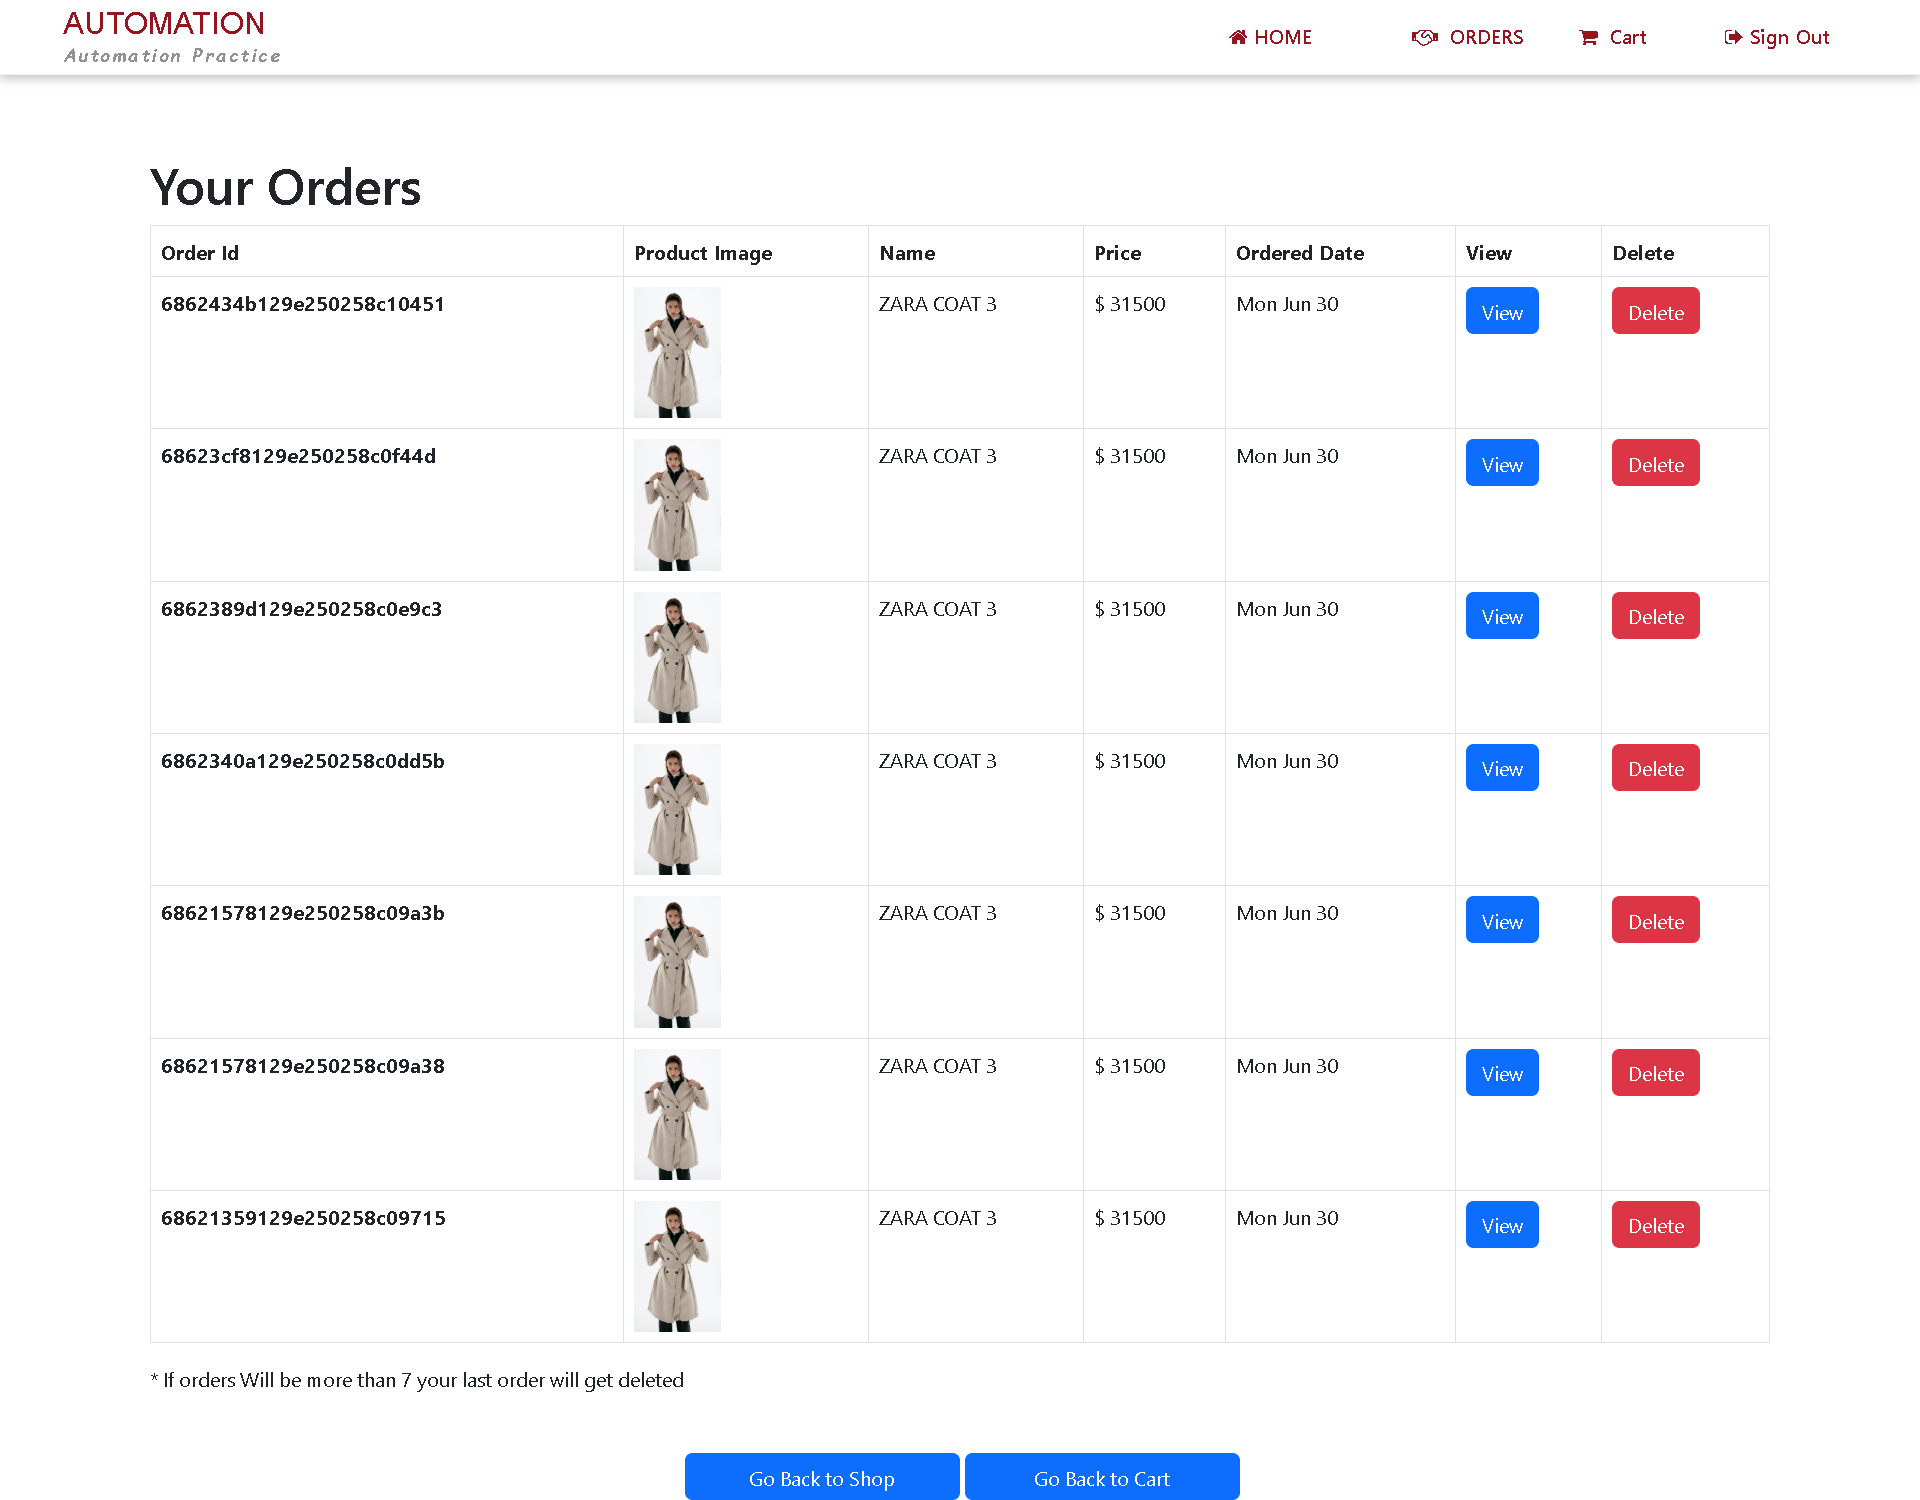 AUTOMATION
Automation Practice
HOME ORDERS Cart Sign Out
Your Orders
Order Id Product Image Name Price Ordered Date View Delete
6862434b129e250258c10451 ZARA COAT 3 $ 31500 Mon Jun 30 View Delete
68623cf8129e250258c0f44d ZARA COAT 3 $ 31500 Mon Jun 30 View Delete
6862389d129e250258c0e9c3 ZARA COAT 3 $ 31500 Mon Jun 30 View Delete
6862340a129e250258c0dd5b ZARA COAT 3 $ 31500 Mon Jun 30 View Delete
68621578129e250258c09a3b ZARA COAT 3 $ 31500 Mon Jun 30 View Delete
68621578129e250258c09a38 ZARA COAT 3 $ 31500 Mon Jun 30 View Delete
68621359129e250258c09715 ZARA COAT 3 $ 31500 Mon Jun 30 View Delete
* If orders Will be more than 7 your last order will get deleted
Go Back to Shop Go Back to Cart